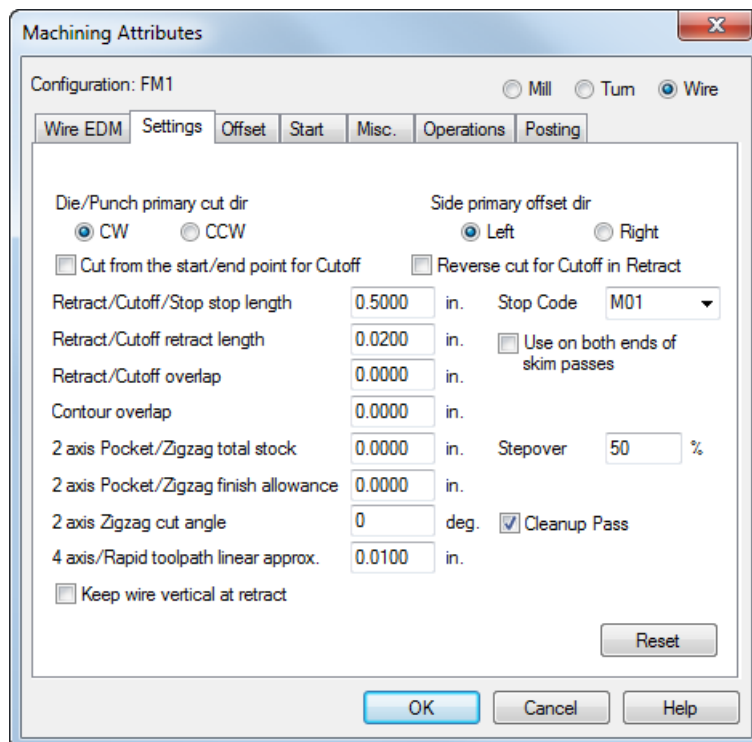 Machining Attributes
Configuration: FM1
Mill Turn Wire
Wire EDM Settings Offset Start Misc. Operations Posting
Die/Punch primary cut dir Side primary offset dir
CW CCW Left Right
Cut from the start/end point for Cutoff Reverse cut for Cutoff in Retract
Retract/Cutoff/Stop stop length 0.5000 in. Stop Code M01
Retract/Cutoff retract length 0.0200 in. Use on both ends of
skim passes
Retract/Cutoff overlap 0.0000 in.
Contour overlap 0.0000 in.
2 axis Pocket/Zigzag total stock 0.0000 in. Stepover 50 %
2 axis Pocket/Zigzag finish allowance 0.0000 in.
2 axis Zigzag cut angle 0 deg. Cleanup Pass
4 axis/Rapid toolpath linear approx. 0.0100 in.
Keep wire vertical at retract
Reset
OK Cancel Help